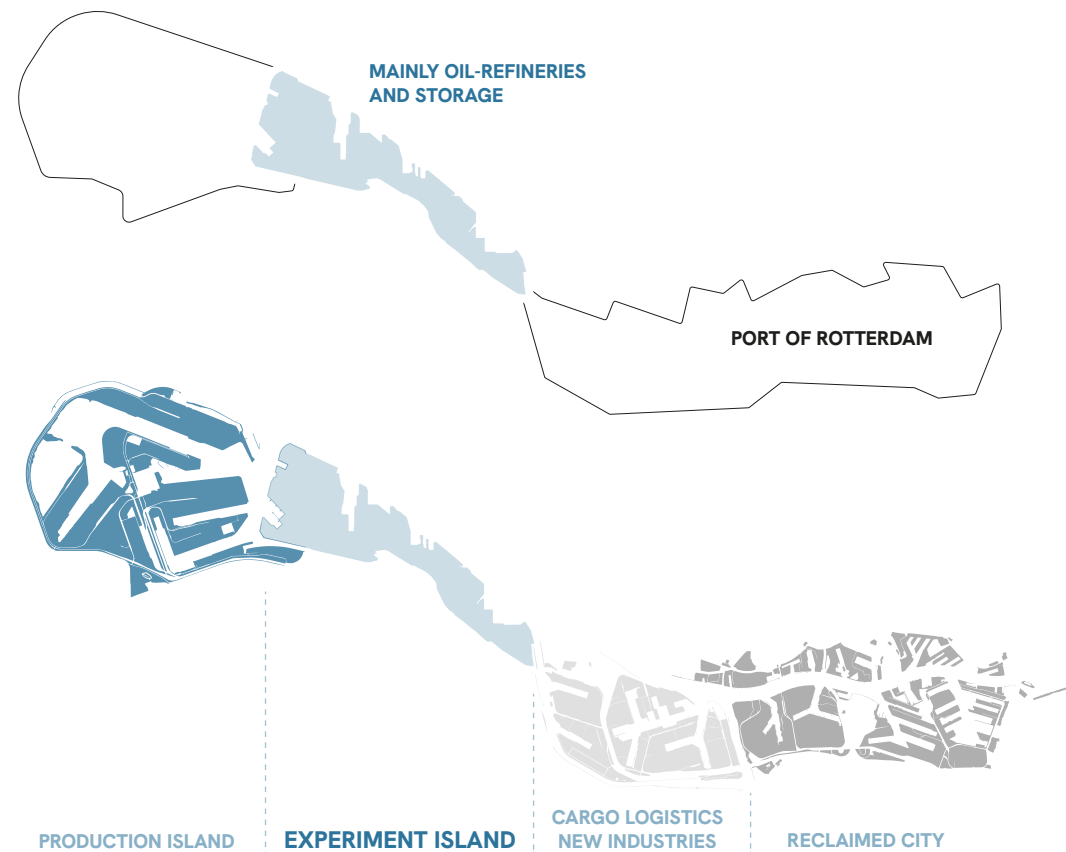 MAINLY OIL-REFINERIES
AND STORAGE
PORT OF ROTTERDAM
PRODUCTION ISLAND
EXPERIMENT ISLAND
CARGO LOGISTICS
NEW INDUSTRIES
RECLAIMED CITY